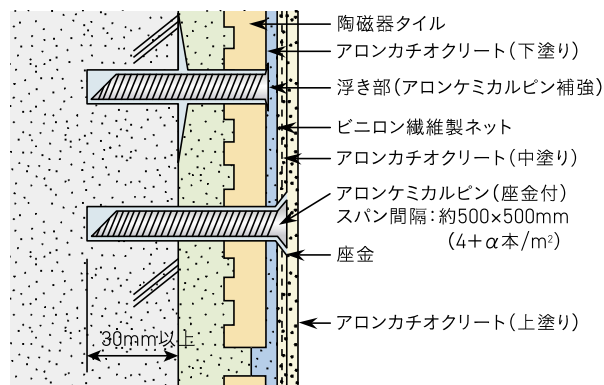 陶磁器タイル
アロンカチオクリート(下塗り)
浮き部(アロンケミカルピン補強)
ビニロン繊維製ネット
アロンカチオクリート(中塗り)
アロンケミカルピン(座金付)
スパン間隔:約500×500mm
(4+α本/m²)
座金
アロンカチオクリート(上塗り)
30mm以上